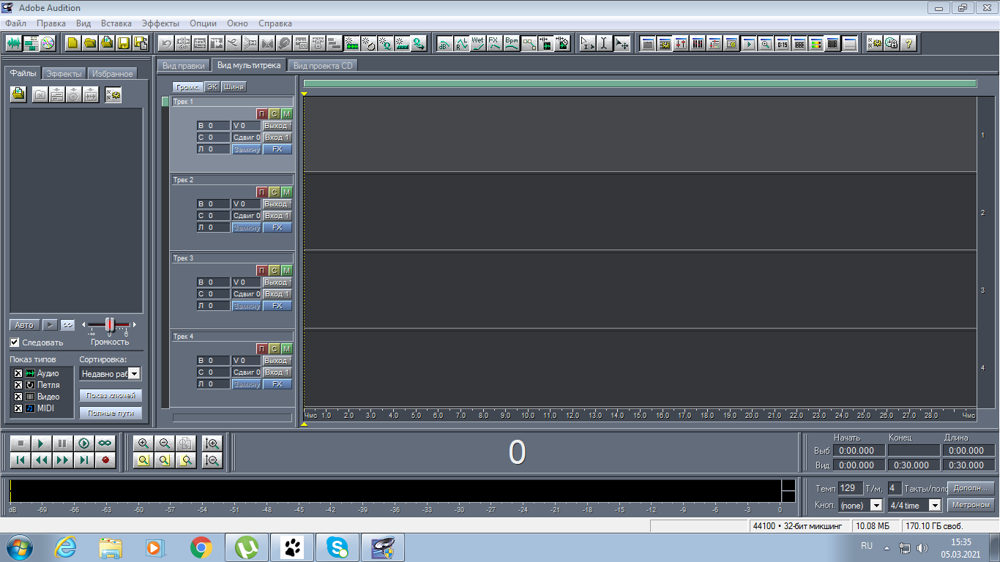 Adobe Audition
Файл Правка Вид Вставка Эффекты Опции Окно Справка
Вид правки Вид мультитрека Вид проекта CD
Файлы Эффекты Избранное
Громк. ЭК Шина
Трек 1
П С М
В 0 V 0 Выход 1
С 0 Сдвиг 0 Вход 1
Л 0 Замкну FX
1
Трек 2
П С М
В 0 V 0 Выход 1
С 0 Сдвиг 0 Вход 1
Л 0 Замкну FX
2
Трек 3
П С М
В 0 V 0 Выход 1
С 0 Сдвиг 0 Вход 1
Л 0 Замкну FX
3
Трек 4
П С М
В 0 V 0 Выход 1
С 0 Сдвиг 0 Вход 1
Л 0 Замкну FX
4
Авто
-∞ 0 6
Следовать Громкость
Показ типов Сортировка:
Аудио Недавно раб
Петля
Видео Показ ключей
MIDI Полные пути
Чмс 1.0 2.0 3.0 4.0 5.0 6.0 7.0 8.0 9.0 10.0 11.0 12.0 13.0 14.0 15.0 16.0 17.0 18.0 19.0 20.0 21.0 22.0 23.0 24.0 25.0 26.0 27.0 28.0 Чмс
0
Начать Конец Длина
Выб 0:00.000 0:00.000
Вид 0:00.000 0:30.000 0:30.000
dB -69 -66 -63 -60 -57 -54 -51 -48 -45 -42 -39 -36 -33 -30 -27 -24 -21 -18 -15 -12 -9 -6 -3 0
Темп 129 Т/м, 4 Такты/поло Дополн...
Кноп. (none) 4/4 time Метроном
44100 • 32-бит микшинг 10.08 МБ 170.10 ГБ своб.
RU 15:35
05.03.2021